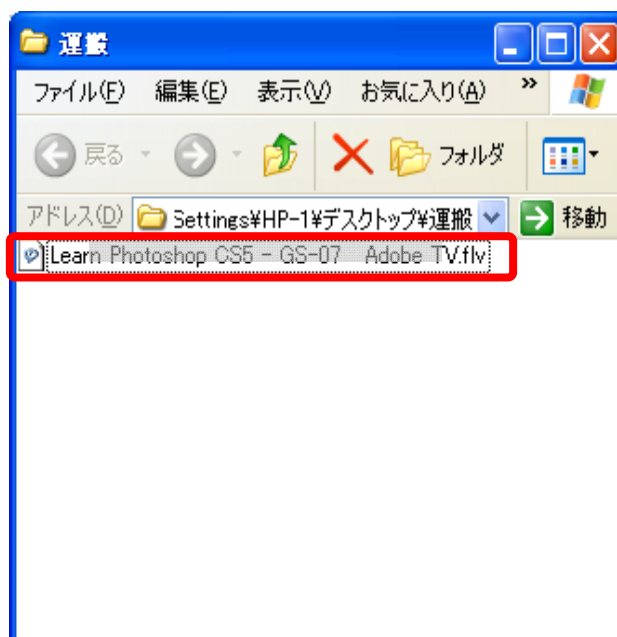 運搬
ファイル(F) 編集(E) 表示(V) お気に入り(A) »
戻る フォルダ
アドレス(D) Settings¥HP-1¥デスクトップ¥運搬 移動
Learn Photoshop CS5 - GS-07 Adobe TV.flv